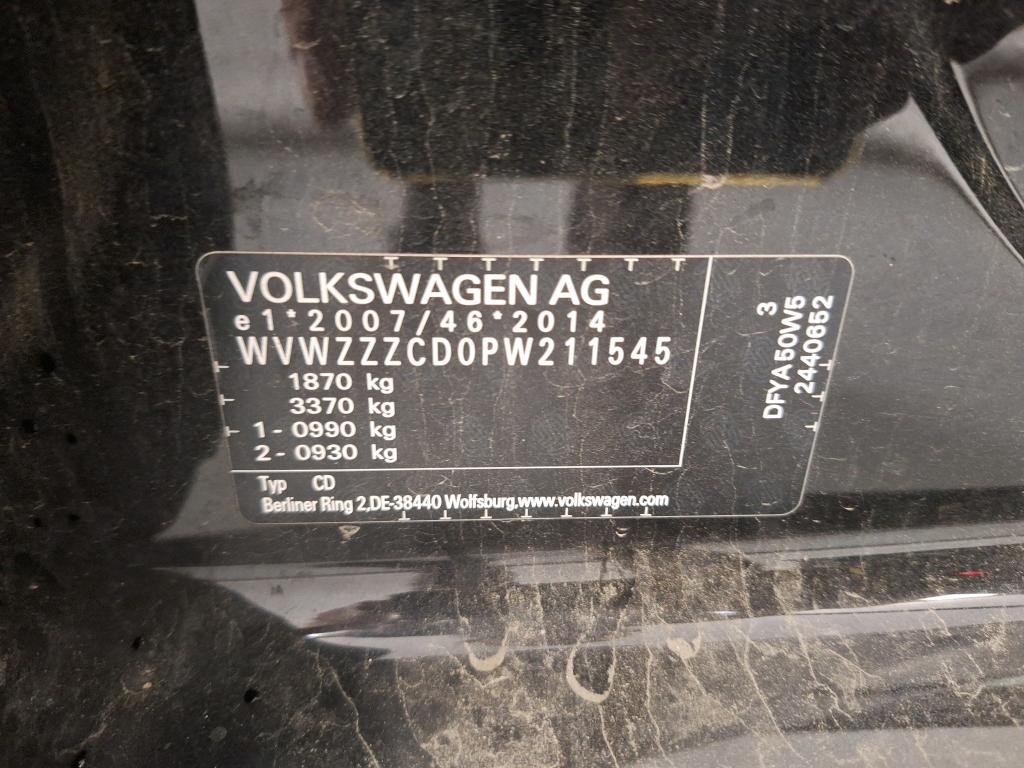 VOLKSWAGEN AG
e1*2007/46*2014
WVWZZZCD0PW211545
1870 kg
3370 kg
1 - 0990 kg
2 - 0930 kg
Typ CD
Berliner Ring 2,DE-38440 Wolfsburg,www.volkswagen.com
3
DFYA50W5
2440652